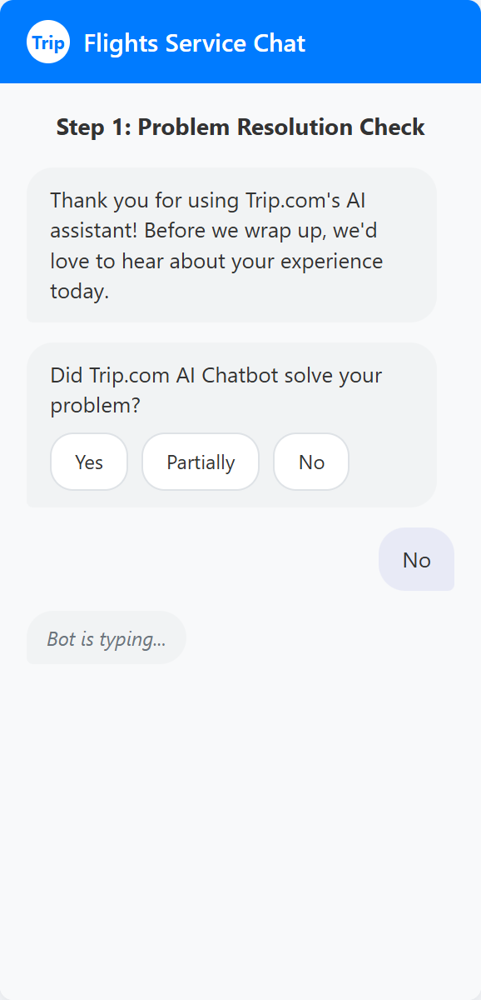 Trip
Flights Service Chat
Step 1: Problem Resolution Check
Thank you for using Trip.com's AI
assistant! Before we wrap up, we'd
love to hear about your experience
today.
Did Trip.com AI Chatbot solve your
problem?
Yes
Partially
No
No
Bot is typing...